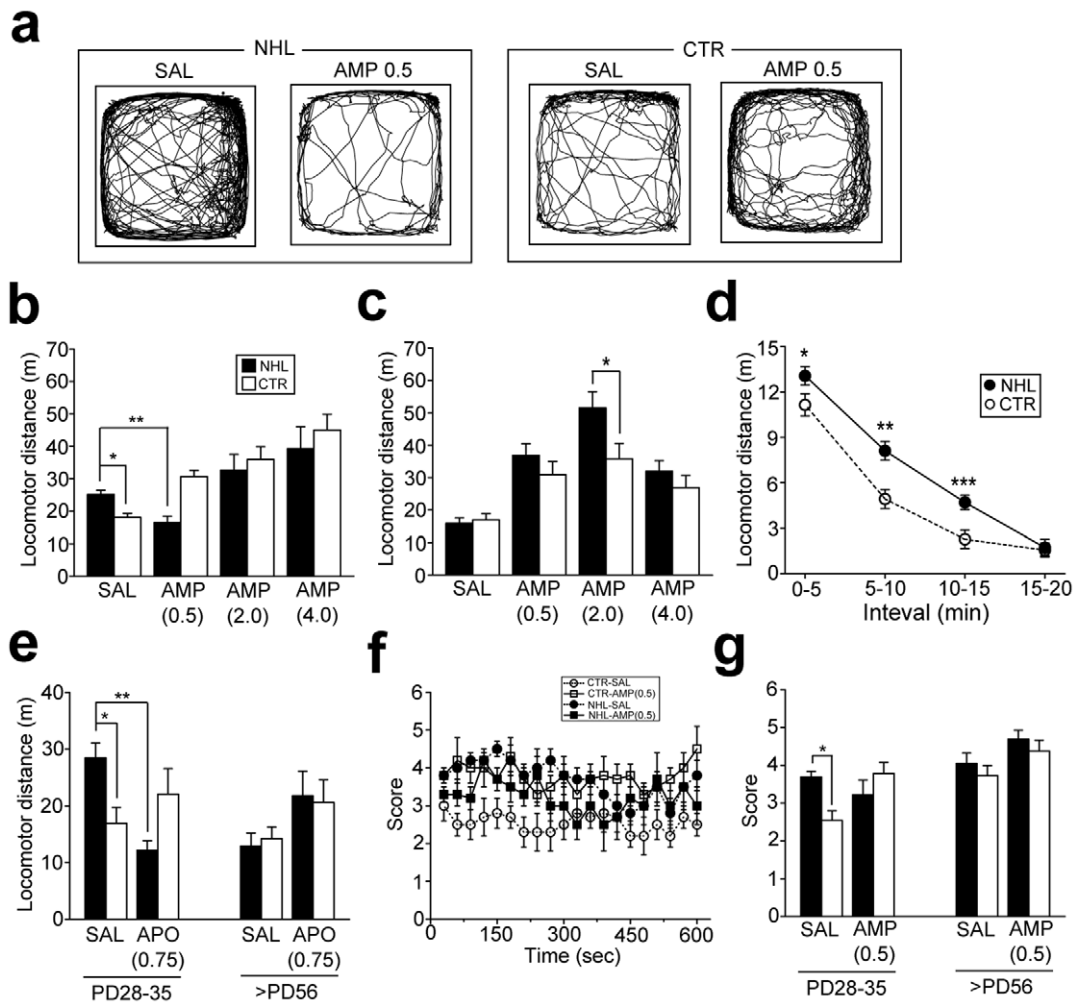 a
NHL
SAL
AMP 0.5
CTR
SAL
AMP 0.5
b
Locomotor distance (m)
70
60
50
40
30
20
10
0
NHL
CTR
**
*
SAL
AMP
(0.5)
AMP
(2.0)
AMP
(4.0)
c
Locomotor distance (m)
70
60
50
40
30
20
10
0
*
SAL
AMP
(0.5)
AMP
(2.0)
AMP
(4.0)
d
Locomotor distance (m)
15
12
9
6
3
0
*
**
***
NHL
CTR
0-5
5-10
10-15
15-20
Inteval (min)
e
Locomotor distance (m)
40
30
20
10
0
**
*
SAL
APO
(0.75)
SAL
APO
(0.75)
PD28-35
>PD56
f
Score
6
5
4
3
2
1
0
CTR-SAL
CTR-AMP(0.5)
NHL-SAL
NHL-AMP(0.5)
0
150
300
450
600
Time (sec)
g
Score
6
5
4
3
2
1
0
*
SAL
AMP
(0.5)
SAL
AMP
(0.5)
PD28-35
>PD56